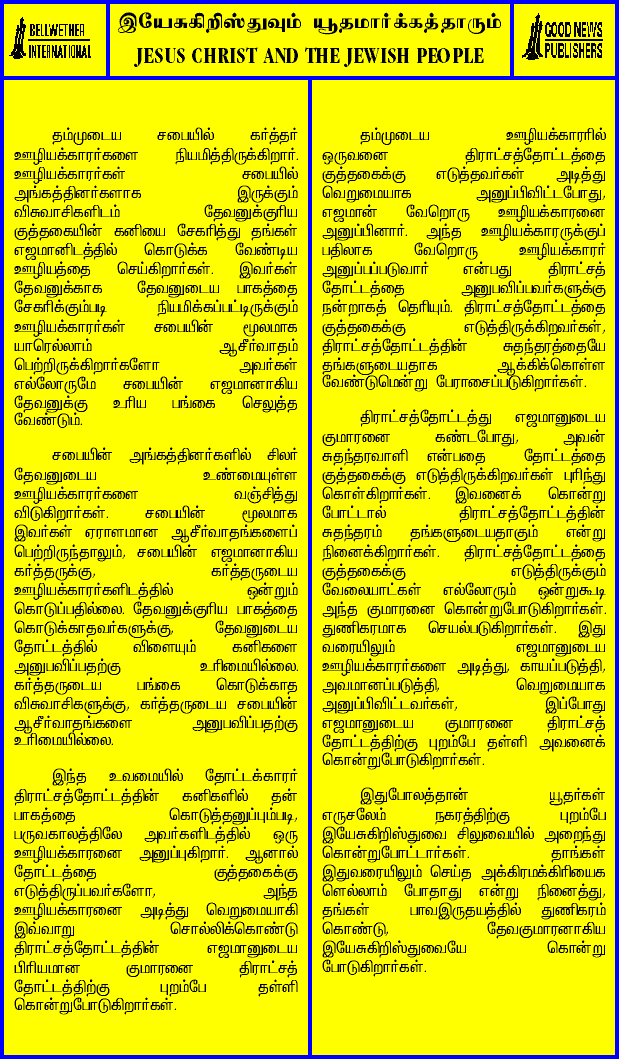 BELLWETHER
INTERNATIONAL
இயேசுகிறிஸ்துவும் யூதமார்க்கத்தாரும்
JESUS CHRIST AND THE JEWISH PEOPLE
GOOD NEWS
PUBLISHERS
தம்முடைய சபையில் கர்த்தர்
ஊழியக்காரர்களை நியமித்திருக்கிறார்.
ஊழியக்காரர்கள் சபையில்
அங்கத்தினர்களாக இருக்கும்
விசுவாசிகளிடம் தேவனுக்குரிய
குத்தகையின் கனியை சேகரித்து தங்கள்
எஜமானிடத்தில் கொடுக்க வேண்டிய
ஊழியத்தை செய்கிறார்கள். இவர்கள்
தேவனுக்காக தேவனுடைய பாகத்தை
சேகரிக்கும்படி நியமிக்கப்பட்டிருக்கும்
ஊழியக்காரர்கள் சபையின் மூலமாக
யாரெல்லாம் ஆசீர்வாதம்
பெற்றிருக்கிறார்களோ அவர்கள்
எல்லோருமே சபையின் எஜமானாகிய
தேவனுக்கு உரிய பங்கை செலுத்த
வேண்டும்.
சபையின் அங்கத்தினர்களில் சிலர்
தேவனுடைய உண்மையுள்ள
ஊழியக்காரர்களை வஞ்சித்து
விடுகிறார்கள். சபையின் மூலமாக
இவர்கள் ஏராளமான ஆசீர்வாதங்களைப்
பெற்றிருந்தாலும், சபையின் எஜமானாகிய
கர்த்தருக்கு, கர்த்தருடைய
ஊழியக்காரர்களிடத்தில் ஒன்றும்
கொடுப்பதில்லை. தேவனுக்குரிய பாகத்தை
கொடுக்காதவர்களுக்கு, தேவனுடைய
தோட்டத்தில் விளையும் கனிகளை
அனுபவிப்பதற்கு உரிமையில்லை.
கர்த்தருடைய பங்கை கொடுக்காத
விசுவாசிகளுக்கு, கர்த்தருடைய சபையின்
ஆசீர்வாதங்களை அனுபவிப்பதற்கு
உரிமையில்லை.
இந்த உவமையில் தோட்டக்காரர்
திராட்சத்தோட்டத்தின் கனிகளில் தன்
பாகத்தை கொடுத்தனுப்பும்படி,
பருவகாலத்திலே அவர்களிடத்தில் ஒரு
ஊழியக்காரனை அனுப்புகிறார். ஆனால்
தோட்டத்தை குத்தகைக்கு
எடுத்திருப்பவர்களோ, அந்த
ஊழியக்காரனை அடித்து வெறுமையாகி
இவ்வாறு சொல்லிக்கொண்டு
திராட்சத்தோட்டத்தின் எஜமானுடைய
பிரியமான குமாரனை திராட்சத்
தோட்டத்திற்கு புறம்பே தள்ளி
கொன்றுபோடுகிறார்கள்.
தம்முடைய ஊழியக்காரரில்
ஒருவனை திராட்சத்தோட்டத்தை
குத்தகைக்கு எடுத்தவர்கள் அடித்து
வெறுமையாக அனுப்பிவிட்டபோது,
எஜமான் வேறொரு ஊழியக்காரனை
அனுப்பினார். அந்த ஊழியக்காரருக்குப்
பதிலாக வேறொரு ஊழியக்காரர்
அனுப்பப்படுவார் என்பது திராட்சத்
தோட்டத்தை அனுபவிப்பவர்களுக்கு
நன்றாகத் தெரியும். திராட்சத்தோட்டத்தை
குத்தகைக்கு எடுத்திருக்கிறவர்கள்,
திராட்சத்தோட்டத்தின் சுதந்தரத்தையே
தங்களுடையதாக ஆக்கிக்கொள்ள
வேண்டுமென்று பேராசைப்படுகிறார்கள்.
திராட்சத்தோட்டத்து எஜமானுடைய
குமாரனை கண்டபோது, அவன்
சுதந்தரவாளி என்பதை தோட்டத்தை
குத்தகைக்கு எடுத்திருக்கிறவர்கள் புரிந்து
கொள்கிறார்கள். இவனைக் கொன்று
போட்டால் திராட்சத்தோட்டத்தின்
சுதந்தரம் தங்களுடையதாகும் என்று
நினைக்கிறார்கள். திராட்சத்தோட்டத்தை
குத்தகைக்கு எடுத்திருக்கும்
வேலையாட்கள் எல்லோரும் ஒன்றுகூடி
அந்த குமாரனை கொன்றுபோடுகிறார்கள்.
துணிகரமாக செயல்படுகிறார்கள். இது
வரையிலும் எஜமானுடைய
ஊழியக்காரர்களை அடித்து, காயப்படுத்தி,
அவமானப்படுத்தி, வெறுமையாக
அனுப்பிவிட்டவர்கள், இப்போது
எஜமானுடைய குமாரனை திராட்சத்
தோட்டத்திற்கு புறம்பே தள்ளி அவனைக்
கொன்றுபோடுகிறார்கள்.
இதுபோலத்தான் யூதர்கள்
எருசலேம் நகரத்திற்கு புறம்பே
இயேசுகிறிஸ்துவை சிலுவையில் அறைந்து
கொன்றுபோட்டார்கள். தாங்கள்
இதுவரையிலும் செய்த அக்கிரமக்கிரியைக
ளெல்லாம் போதாது என்று நினைத்து,
தங்கள் பாவஇருதயத்தில் துணிகரம்
கொண்டு, தேவகுமாரனாகிய
இயேசுகிறிஸ்துவையே கொன்று
போடுகிறார்கள்.